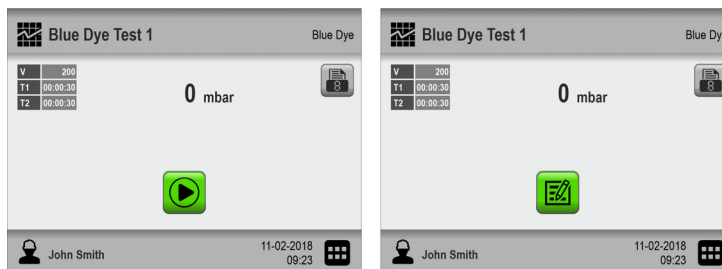 Blue Dye Test 1
Blue Dye
V 200
T1 00:00:30
T2 00:00:30
0 mbar
8
John Smith
11-02-2018
09:23
Blue Dye Test 1
Blue Dy
V 200
T1 00:00:30
T2 00:00:30
0 mbar
8
John Smith
11-02-2018
09:23